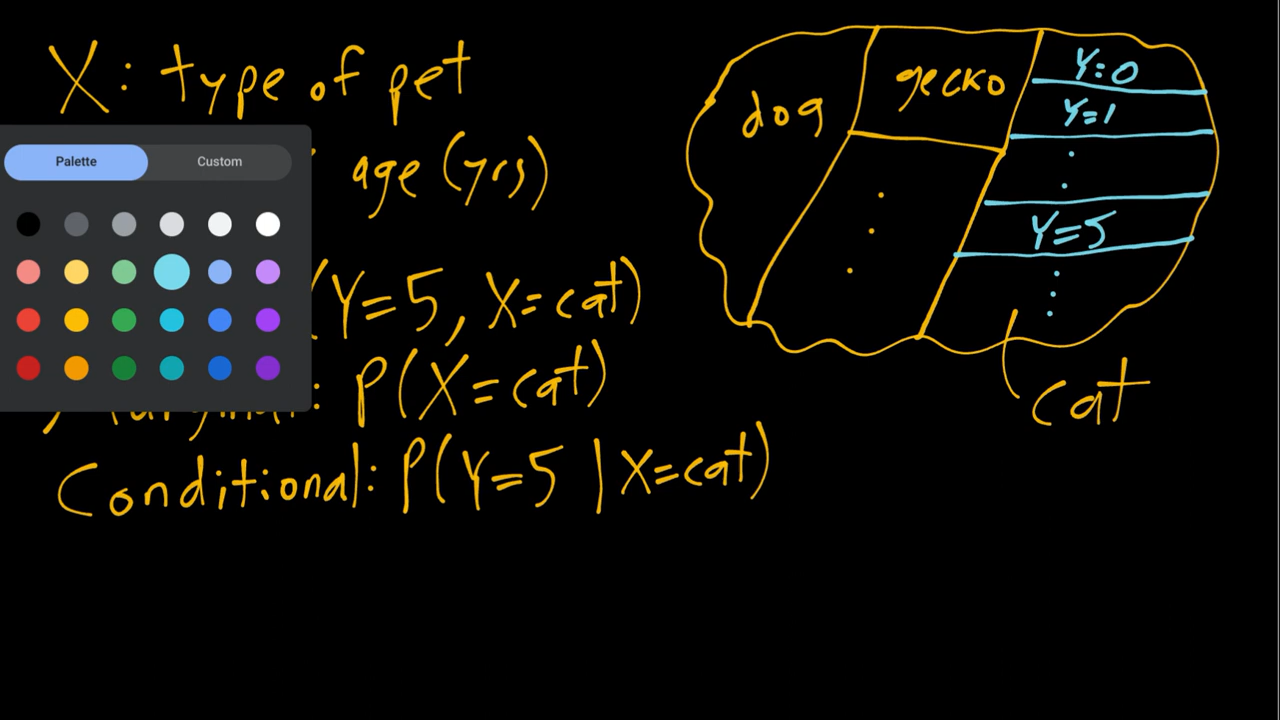 X: type of pet
Palette
Custom
age (yrs)
(Y=5, X=cat)
: P(X=cat)
Conditional: P(Y=5 | X=cat)
dog
gecko
Y=0
Y=1
Y=5
cat